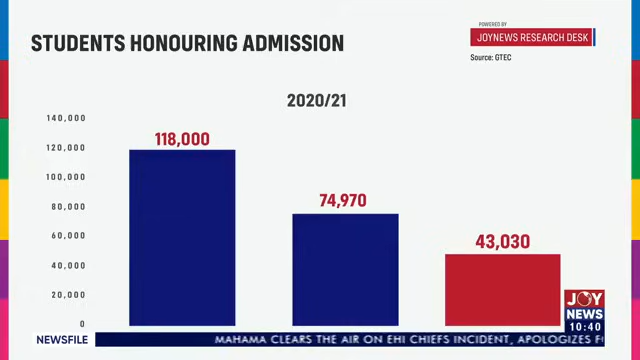 STUDENTS HONOURING ADMISSION
POWERED BY
JOYNEWS RESEARCH DESK
Source: GTEC
2020/21
140,000
120,000
100,000
80,000
60,000
40,000
20,000
0
118,000
74,970
43,030
JOY
NEWS
10:40
NEWSFILE
MAHAMA CLEARS THE AIR ON EHI CHIEFS INCIDENT, APOLOGIZES